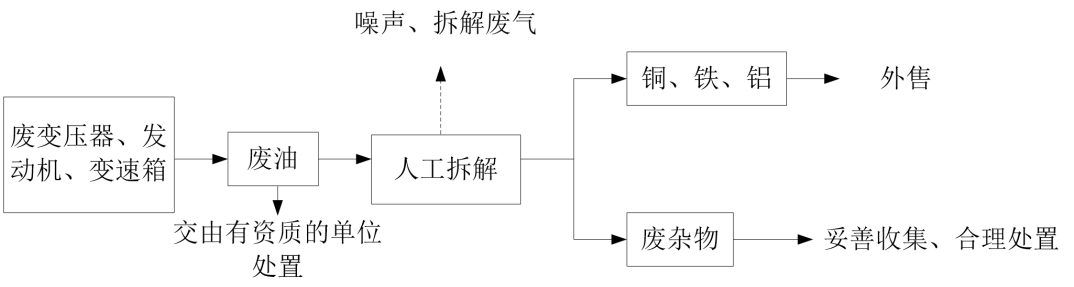 噪声、拆解废气
铜、铁、铝
外售
废变压器、发
动机、变速箱
废油
人工拆解
交由有资质的单位
处置
废杂物
妥善收集、合理处置